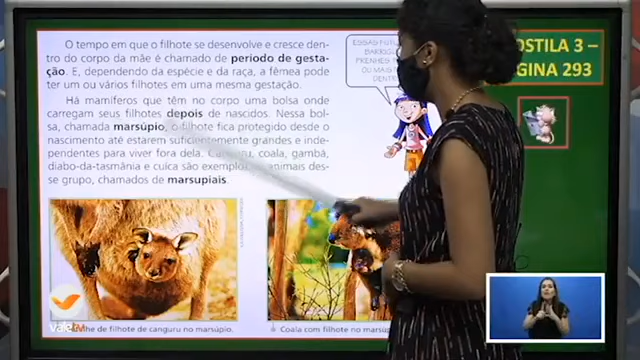 O tempo em que o filhote se desenvolve e cresce den-
tro do corpo da mãe é chamado de período de gesta-
ção. E, dependendo da espécie e da raça, a fêmea pode
ter um ou vários filhotes em uma mesma gestação.
Há mamíferos que têm no corpo uma bolsa onde
carregam seus filhotes depois de nascidos. Nessa bol-
sa, chamada marsúpio, o filhote fica protegido desde o
nascimento até estarem suficientemente grandes e inde-
pendentes para viver fora dela. Canguru, coala, gambá,
diabo-da-tasmânia e cuíca são exemplos de animais des-
se grupo, chamados de marsupiais.
ESSAS
BARRIG
PRENHES
OU MAIS
DENTRO
OSTILA 3 –
GINA 293
de filhote de canguru no marsúpio.
Coala com filhote no marsúpio